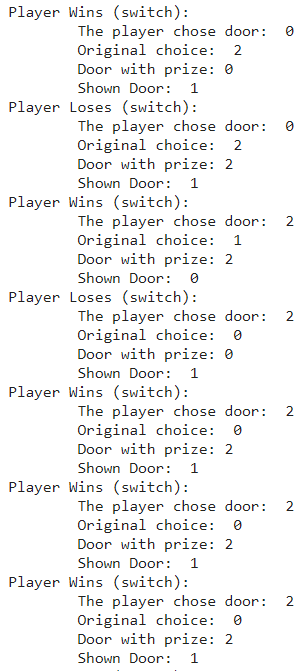 Player Wins (switch):
The player chose door:  0
Original choice:  2
Door with prize: 0
Shown Door:  1
Player Loses (switch):
The player chose door:  0
Original choice:  2
Door with prize: 2
Shown Door:  1
Player Wins (switch):
The player chose door:  2
Original choice:  1
Door with prize: 2
Shown Door:  0
Player Loses (switch):
The player chose door:  2
Original choice:  0
Door with prize: 0
Shown Door:  1
Player Wins (switch):
The player chose door:  2
Original choice:  0
Door with prize: 2
Shown Door:  1
Player Wins (switch):
The player chose door:  2
Original choice:  0
Door with prize: 2
Shown Door:  1
Player Wins (switch):
The player chose door:  2
Original choice:  0
Door with prize: 2
Shown Door:  1